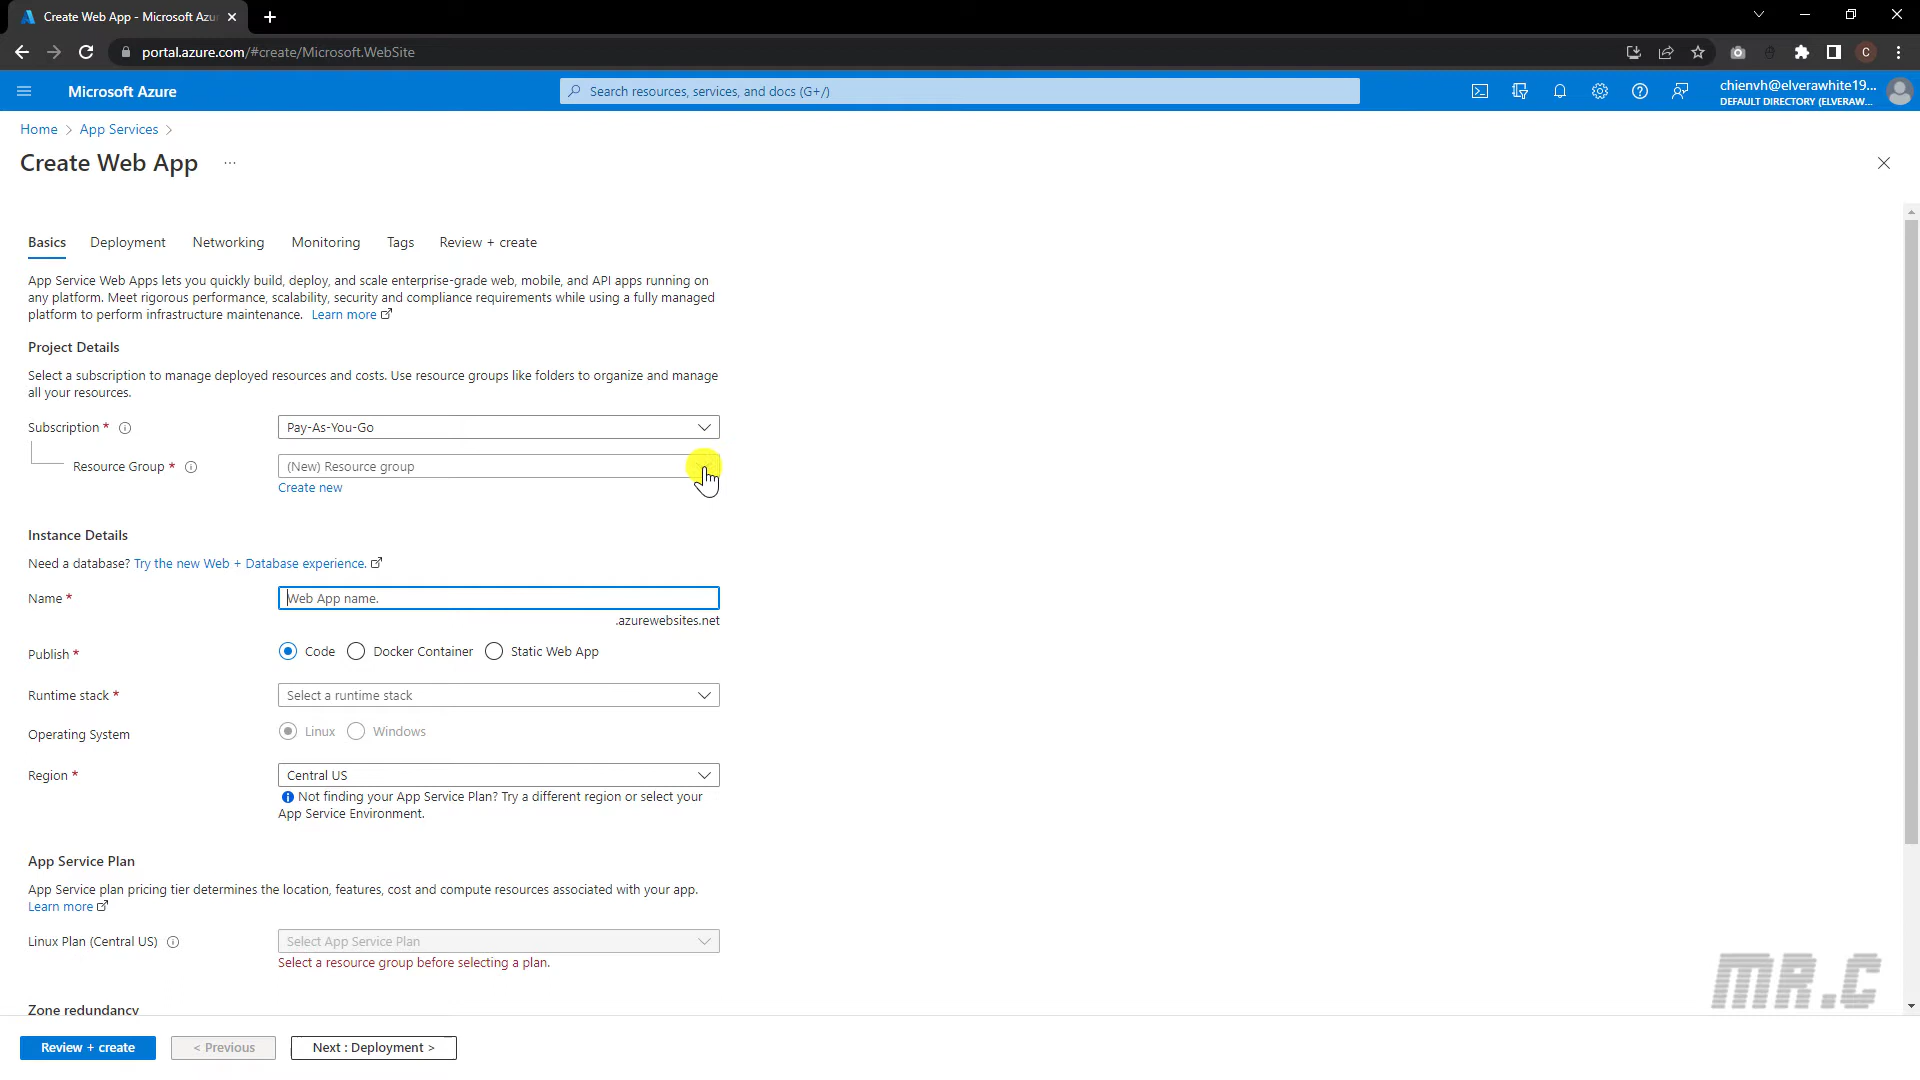 Create Web App - Microsoft Azu
portal.azure.com/#create/Microsoft.WebSite
C
Microsoft Azure
Search resources, services, and docs (G+/)
chienvh@elverawhite19...
DEFAULT DIRECTORY (ELVERAW...
Home > App Services >
Create Web App ...
Basics Deployment Networking Monitoring Tags Review + create
App Service Web Apps lets you quickly build, deploy, and scale enterprise-grade web, mobile, and API apps running on
any platform. Meet rigorous performance, scalability, security and compliance requirements while using a fully managed
platform to perform infrastructure maintenance. Learn more
Project Details
Select a subscription to manage deployed resources and costs. Use resource groups like folders to organize and manage
all your resources.
Subscription * Pay-As-You-Go
Resource Group * (New) Resource group
Create new
Instance Details
Need a database? Try the new Web + Database experience.
Name * Web App name.
.azurewebsites.net
Publish * Code Docker Container Static Web App
Runtime stack * Select a runtime stack
Operating System Linux Windows
Region * Central US
Not finding your App Service Plan? Try a different region or select your
App Service Environment.
App Service Plan
App Service plan pricing tier determines the location, features, cost and compute resources associated with your app.
Learn more
Linux Plan (Central US) Select App Service Plan
Select a resource group before selecting a plan.
Zone redundancy
MR.C
Review + create < Previous Next : Deployment >